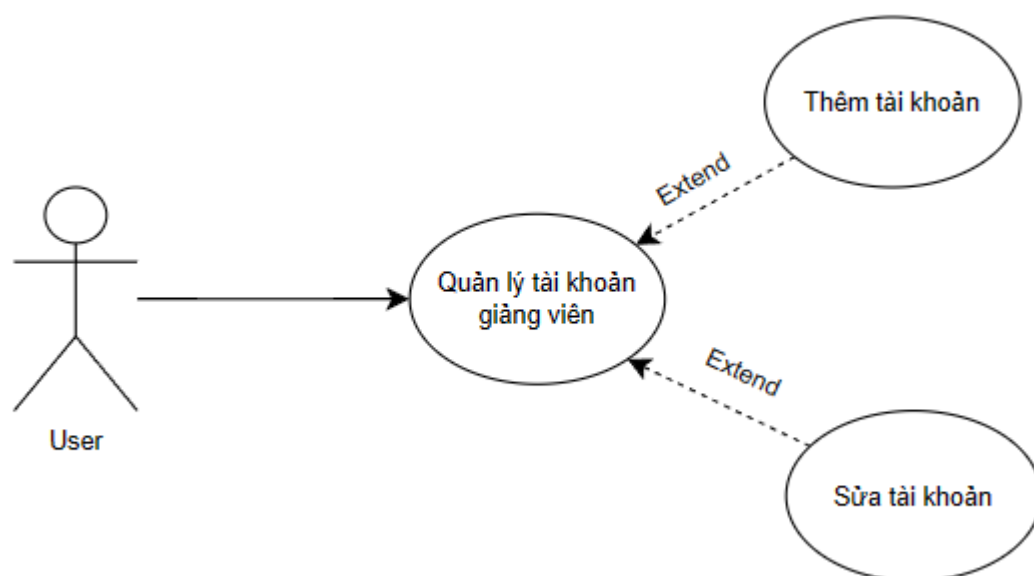 Thêm tài khoản
Extend
Quản lý tài khoản
giảng viên
Extend
User
Sửa tài khoản